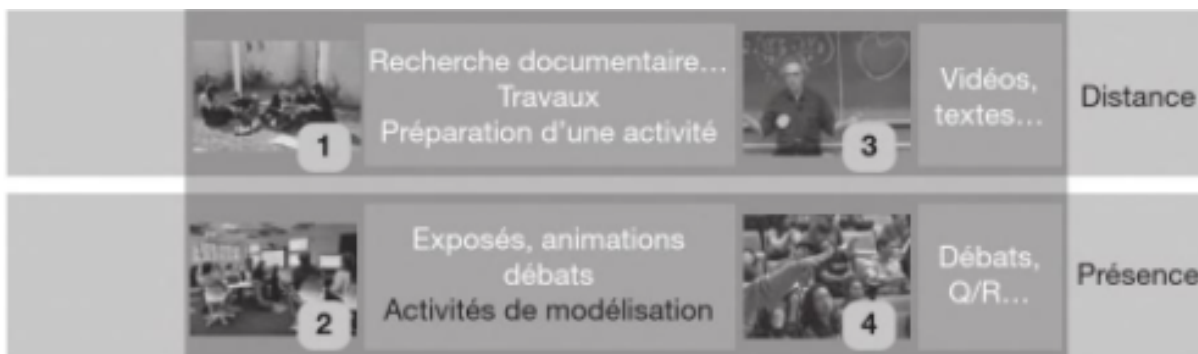 Recherche documentaire...
Travaux
Préparation d'une activité
1
3
Vidéos,
textes...
Distance
Exposés, animations
débats
Activités de modélisation
2
4
Débats,
Q/R...
Présence